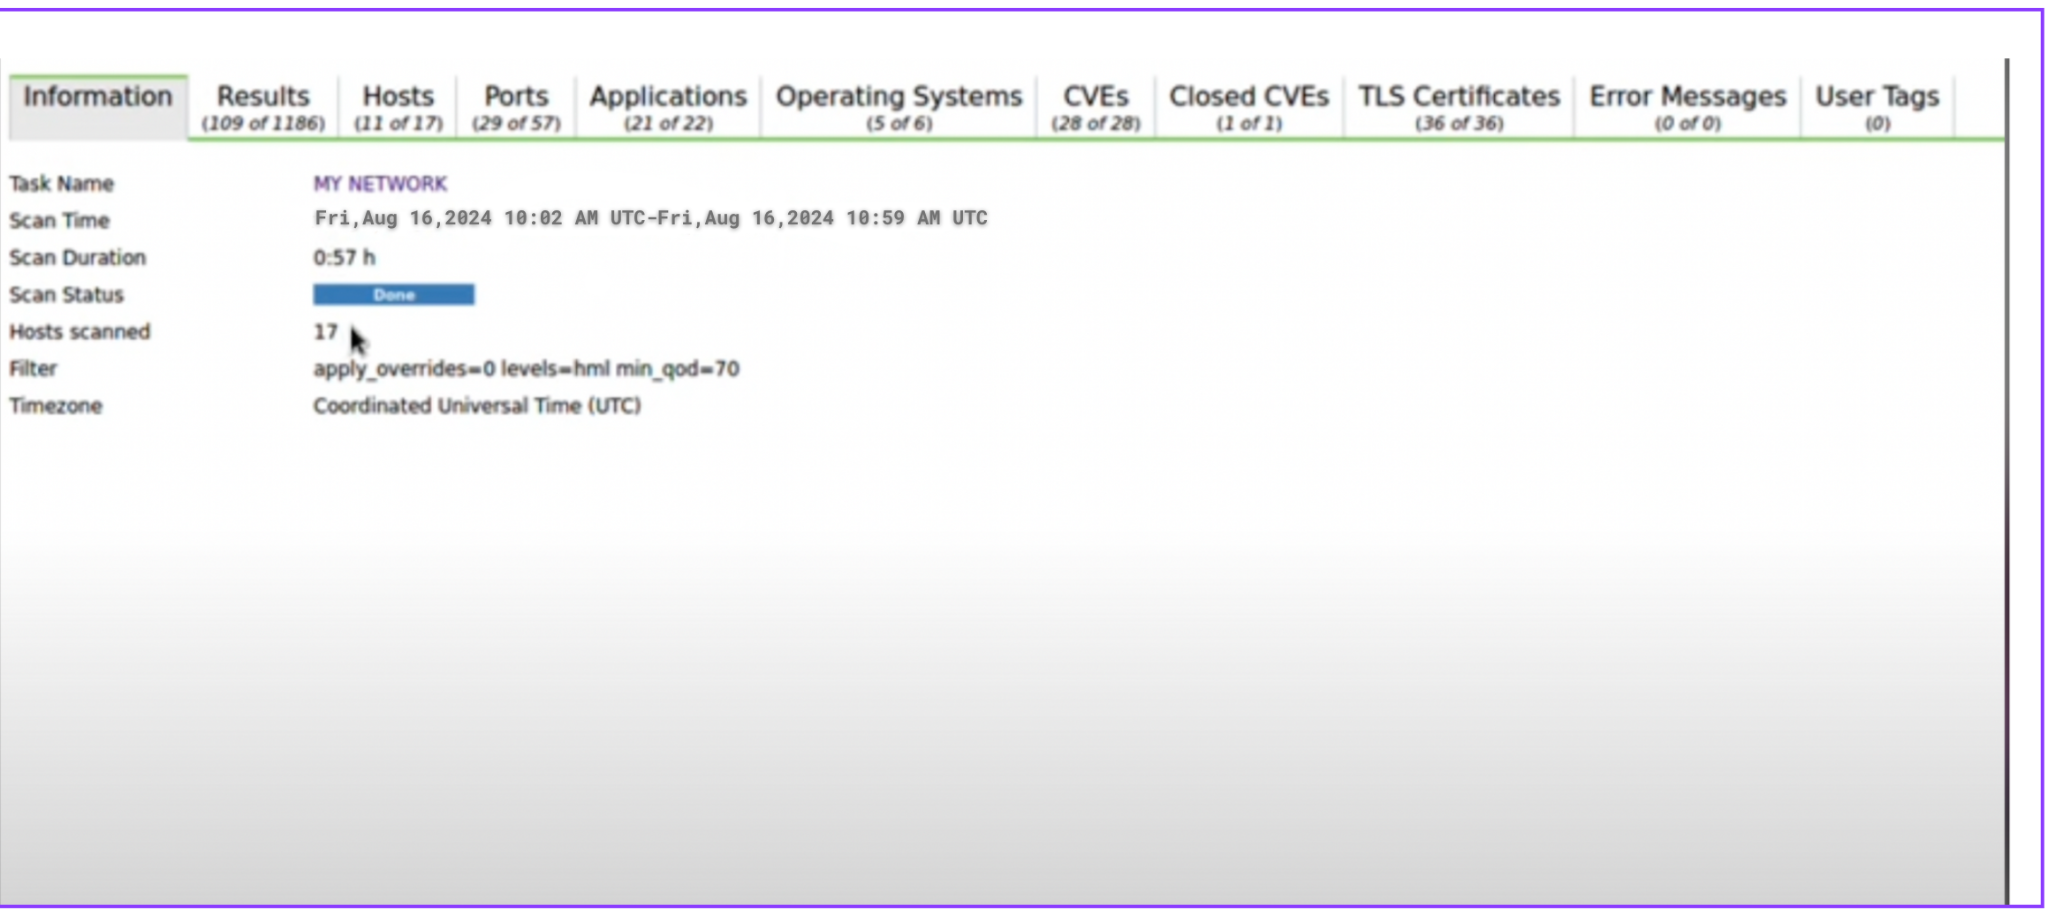 Information Results Hosts Ports Applications Operating Systems CVEs Closed CVEs TLS Certificates Error Messages User Tags
(109 of 1186) (11 of 17) (29 of 57) (21 of 22) (5 of 6) (28 of 28) (1 of 1) (36 of 36) (0 of 0) (0)
Task Name MY NETWORK
Scan Time Fri,Aug 16,2024 10:02 AM UTC-Fri,Aug 16,2024 10:59 AM UTC
Scan Duration 0:57 h
Scan Status Done
Hosts scanned 17
Filter apply_overrides=0 levels=hml min_qod=70
Timezone Coordinated Universal Time (UTC)